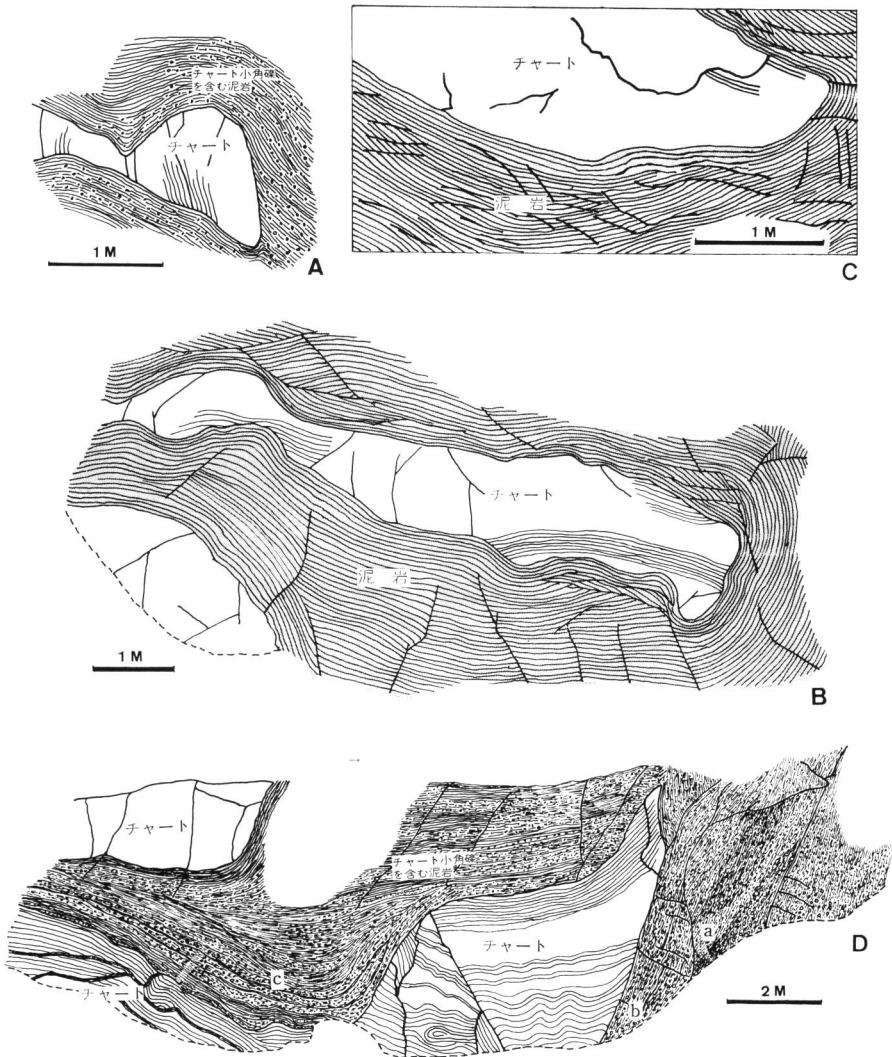 チャート小角礫
を含む泥岩
チャート
1 M
A
チャート
泥 岩
1 M
C
チャート
泥 岩
1 M
B
チャート
チャート小角礫
を含む泥岩
チャート
チャート
a
b
c
2 M
D